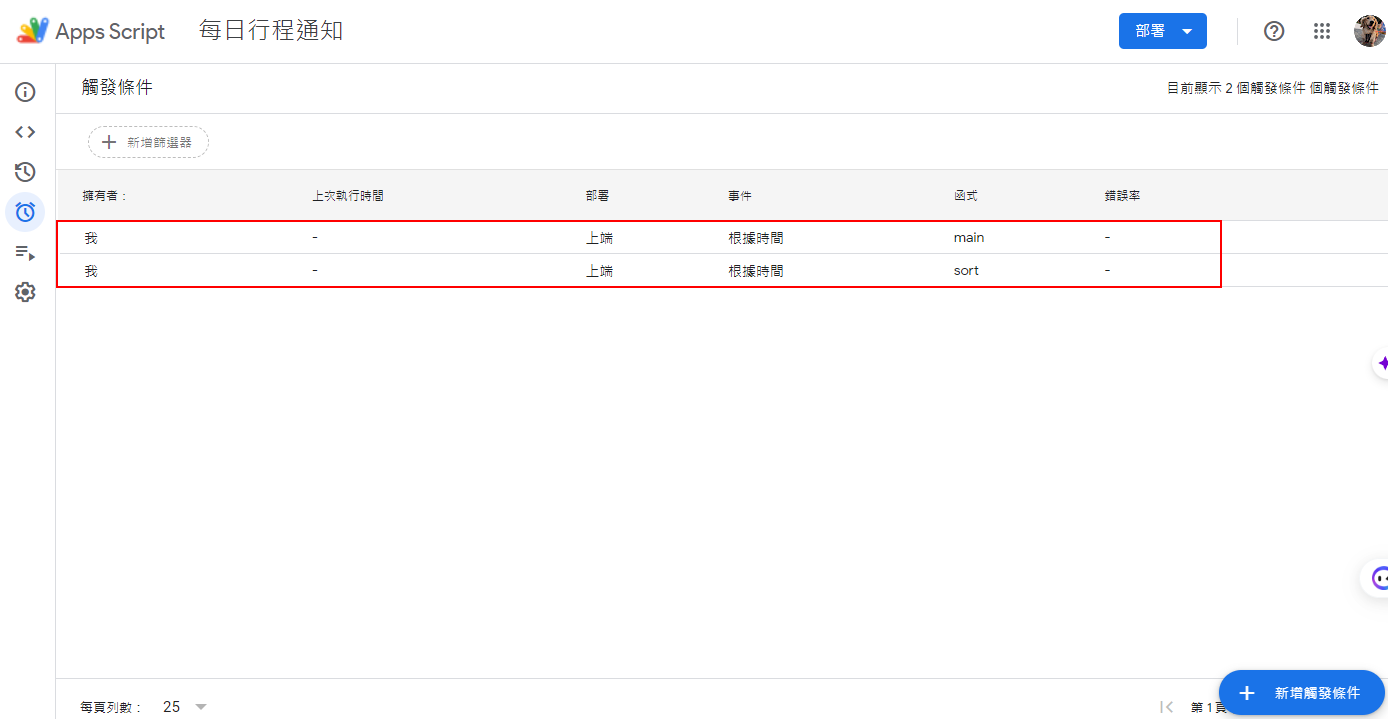 Apps Script 每日行程通知 部署
觸發條件 目前顯示 2 個觸發條件 個觸發條件
新增篩選器
擁有者： 上次執行時間 部署 事件 函式 錯誤率
我 - 上端 根據時間 main -
我 - 上端 根據時間 sort -
每頁列數： 25 第 1 頁
新增觸發條件